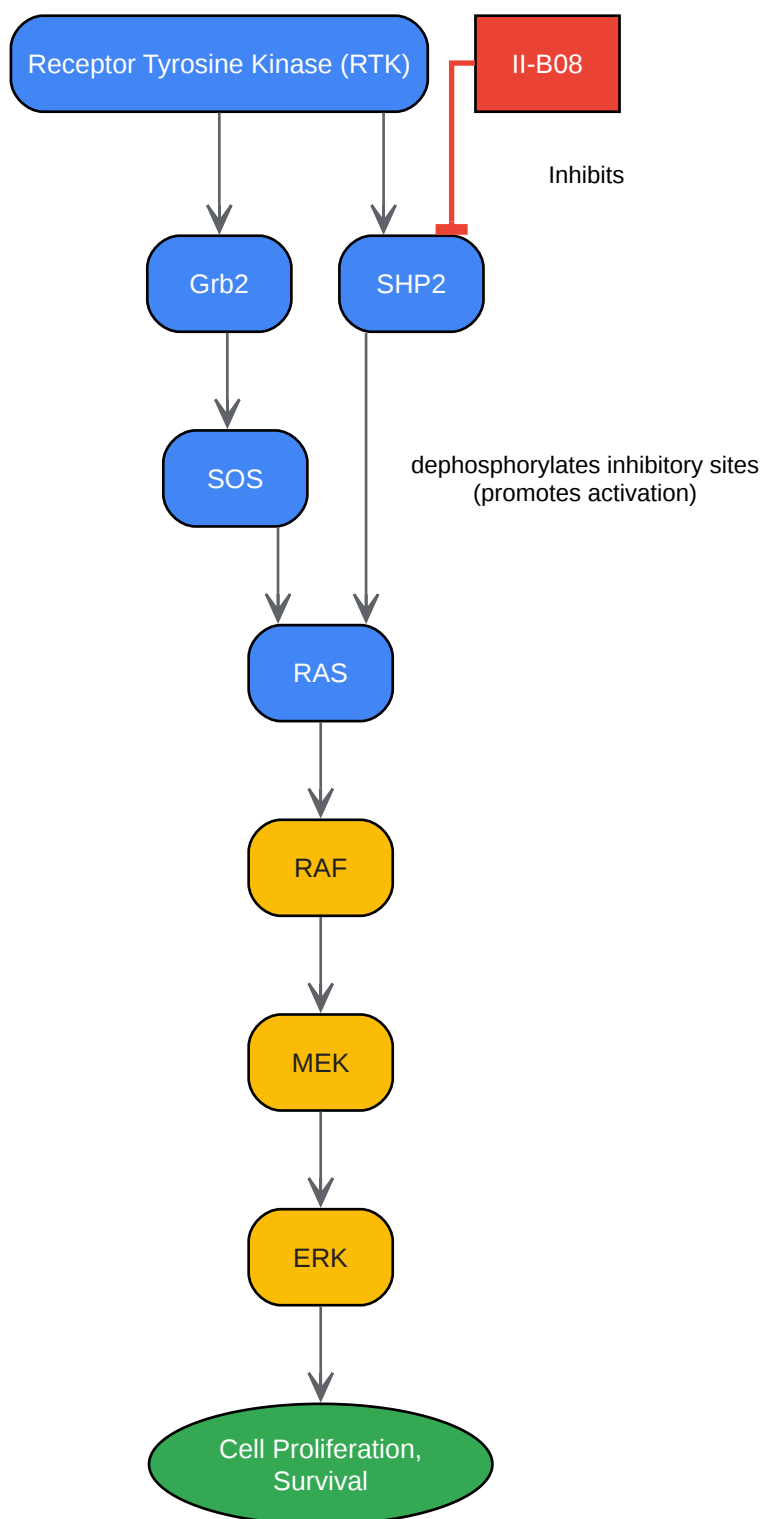 Receptor Tyrosine Kinase (RTK)
II-B08
Inhibits
Grb2
SHP2
SOS
dephosphorylates inhibitory sites
(promotes activation)
RAS
RAF
MEK
ERK
Cell Proliferation,
Survival